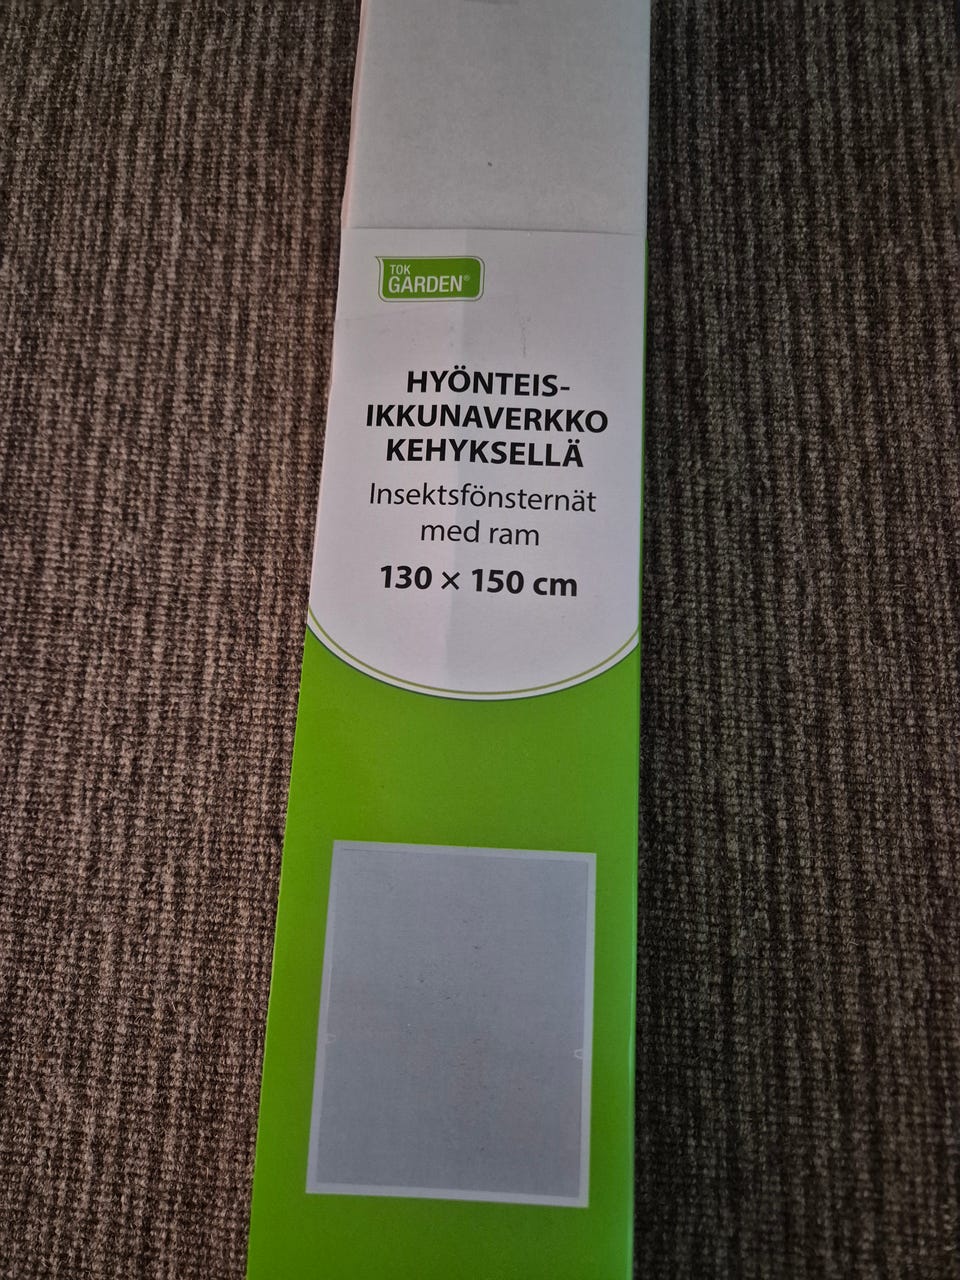 TOK
GARDEN®
HYÖNTEIS-
IKKUNAVERKKO
KEHYKSELLÄ
Insektsfönsternät
med ram
130 × 150 cm